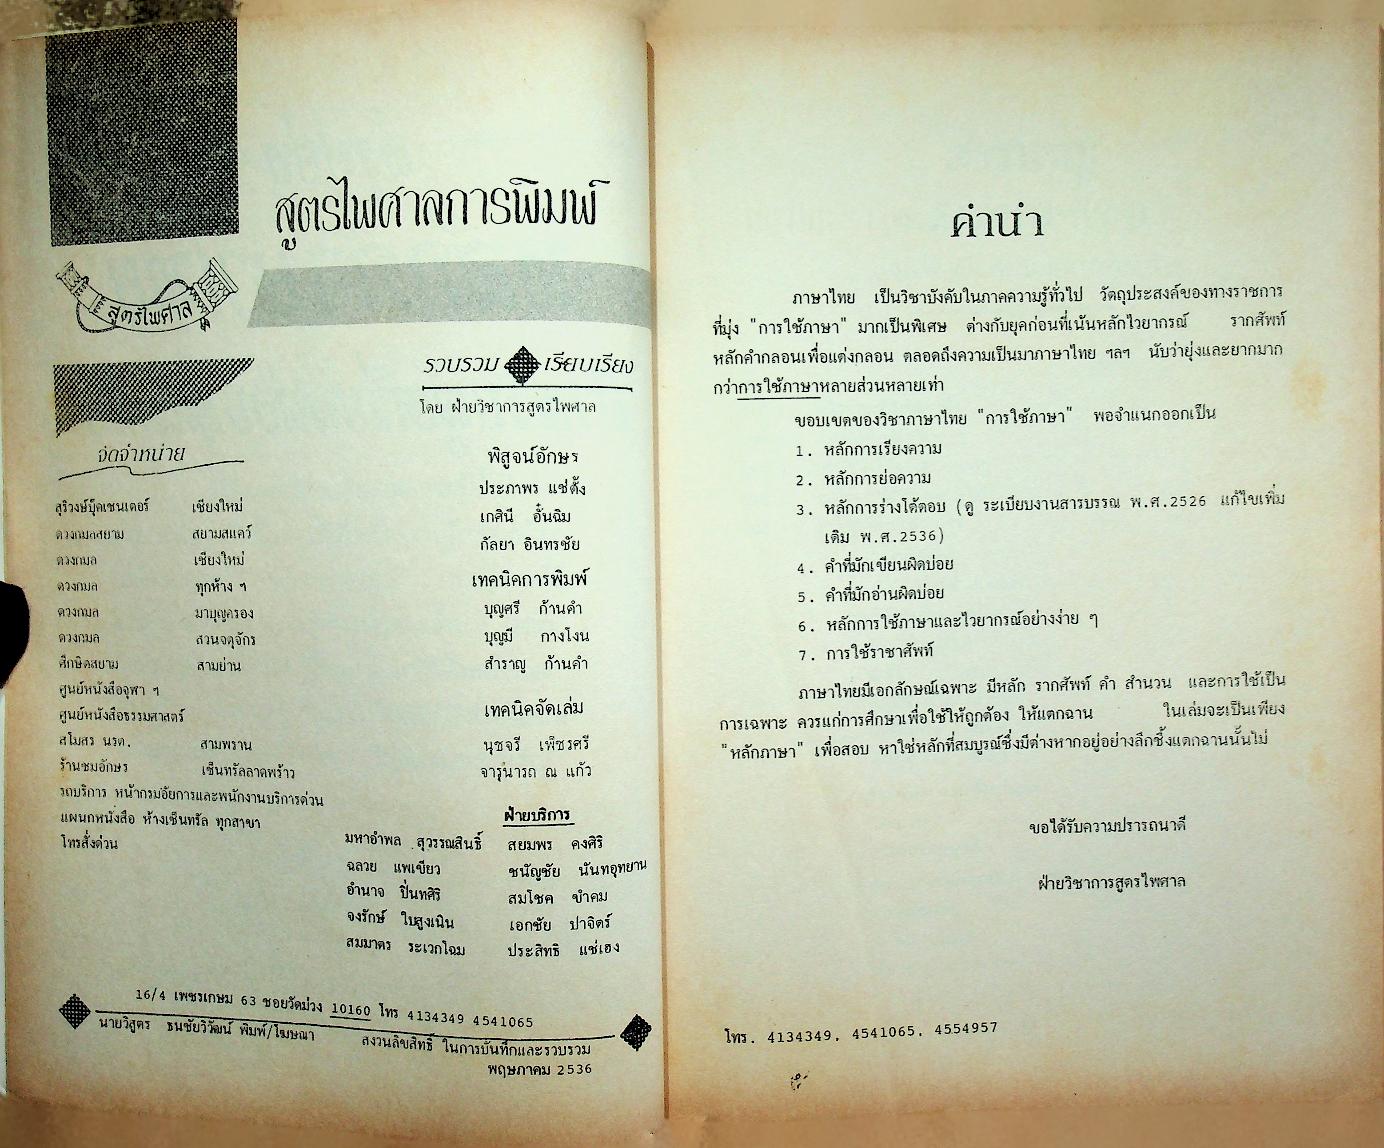 สูตรไพศาลการพิมพ์
สูตรไพศาล
รวบรวม เรียบเรียง
โดย ฝ่ายวิชาการสูตรไพศาล
จัดจำหน่าย
สุริวงษ์บุ๊คเซนเตอร์ เชียงใหม่
ดวงกมลสยาม สยามสแควร์
ดวงกมล เชียงใหม่
ดวงกมล ทุกห้าง ๆ
ดวงกมล มาบุญครอง
ดวงกมล สวนจตุจักร
ศึกษิตสยาม สามย่าน
ศูนย์หนังสือจุฬา ๆ
ศูนย์หนังสือธรรมศาสตร์
สโมสร นรต. สามพราน
ร้านชมอักษร เซ็นทรัลลาดพร้าว
รถบริการ หน้ากรมอัยการและพนักงานบริการด่วน
แผนกหนังสือ ห้างเซ็นทรัล ทุกสาขา
โทรสั่งด่วน
พิสูจน์อักษร
ประภาพร แซ่ตั้ง
เกศินี อั๋นฉิม
กัลยา อินทรชัย
เทคนิคการพิมพ์
บุญศรี ก้านคำ
บุญมี กางโงน
สำราญ ก้านคำ
เทคนิคจัดเล่ม
นุชจรี เพ็ชรศรี
จารุนารถ ณ แก้ว
ฝ่ายบริการ
มหาอำพล สุวรรณสินธิ์ สยมพร คงศิริ
ฉลวย แพเขียว ชนัญชัย นันทอุทยาน
อำนาจ ปิ่นทศิริ สมโชค ขำคม
จงรักษ์ ใบสูงเนิน เอกชัย ปาจิตร์
สมมาตร ระเวกโฉม ประสิทธิ แซ่เฮง
16/4 เพชรเกษม 63 ซอยวัดม่วง 10160 โทร 4134349 4541065
นายวิสูตร ธนชัยวิวัฒน์ พิมพ์/โฆษณา
สงวนลิขสิทธิ์ ในการบันทึกและรวบรวม
พฤษภาคม 2536
คำนำ
ภาษาไทย เป็นวิชาบังคับในภาคความรู้ทั่วไป วัตถุประสงค์ของทางราชการ
ที่มุ่ง "การใช้ภาษา" มากเป็นพิเศษ ต่างกับยุคก่อนที่เน้นหลักไวยากรณ์ รากศัพท์
หลักคำกลอนเพื่อแต่งกลอน ตลอดถึงความเป็นมาภาษาไทย ฯลฯ นับว่ายุ่งและยากมาก
กว่าการใช้ภาษาหลายส่วนหลายเท่า
ขอบเขตของวิชาภาษาไทย "การใช้ภาษา" พอจำแนกออกเป็น
1. หลักการเรียงความ
2. หลักการย่อความ
3. หลักการร่างโต้ตอบ (ดู ระเบียบงานสารบรรณ พ.ศ.2526 แก้ไขเพิ่ม
เติม พ.ศ.2536)
4. คำที่มักเขียนผิดบ่อย
5. คำที่มักอ่านผิดบ่อย
6. หลักการใช้ภาษาและไวยากรณ์อย่างง่าย ๆ
7. การใช้ราชาศัพท์
ภาษาไทยมีเอกลักษณ์เฉพาะ มีหลัก รากศัพท์ คำ สำนวน และการใช้เป็น
การเฉพาะ ควรแก่การศึกษาเพื่อใช้ให้ถูกต้อง ให้แตกฉาน ในเล่มจะเป็นเพียง
"หลักภาษา" เพื่อสอบ หาใช่หลักที่สมบูรณ์ซึ่งมีต่างหากอยู่อย่างลึกซึ้งแตกฉานนั้นไม่
ขอได้รับความปรารถนาดี
ฝ่ายวิชาการสูตรไพศาล
โทร. 4134349, 4541065. 4554957